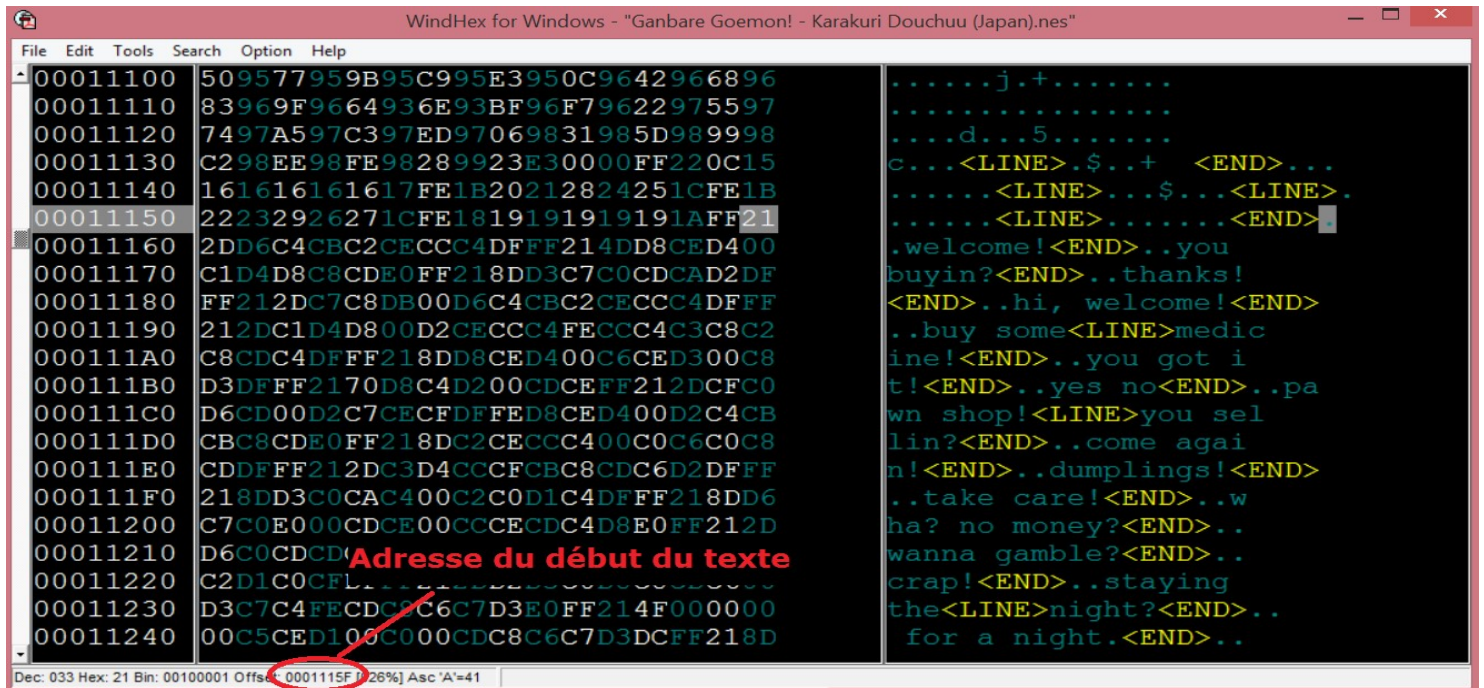 WindHex for Windows - "Ganbare Goemon! - Karakuri Douchuu (Japan).nes"
File Edit Tools Search Option Help
00011100 509577959B95C995E3950C9642966896 ......j.+.......
00011110 83969F9664936E93BF96F79622975597 ................
00011120 7497A597C397ED97069831985D989998 ....d...5.......
00011130 C298EE98FE98289923E30000FF220C15 c...<LINE>.$..+  <END>...
00011140 161616161617FE1B20212824251CFE1B ......<LINE>...$...<LINE>.
00011150 22232926271CFE1819191919191AFF21 ......<LINE>.......<END>.
00011160 2DD6C4CBC2CECCC4DFFF214DD8CED400 .welcome!<END>..you
00011170 C1D4D8C8CDE0FF218DD3C7C0CDCAD2DF buyin?<END>..thanks!
00011180 FF212DC7C8DB00D6C4CBC2CECCC4DFFF <END>..hi, welcome!<END>
00011190 212DC1D4D800D2CECCC4FECCC4C3C8C2 ..buy some<LINE>medic
000111A0 C8CDC4DFFF218DD8CED400C6CED300C8 ine!<END>..you got i
000111B0 D3DFFF2170D8C4D200CDCEFF212DCFC0 t!<END>..yes no<END>..pa
000111C0 D6CD00D2C7CECFDFFED8CED400D2C4CB wn shop!<LINE>you sel
000111D0 CBC8CDE0FF218DC2CECCC400C0C6C0C8 lin?<END>..come agai
000111E0 CDDFFF212DC3D4CCCFCBC8CDC6D2DFFF n!<END>..dumplings!<END>
000111F0 218DD3C0CAC400C2C0D1C4DFFF218DD6 ..take care!<END>..w
00011200 C7C0E000CDCE00CCCECDC4D8E0FF212D ha? no money?<END>..
00011210 D6C0CDCD wanna gamble?<END>..
Adresse du début du texte
00011220 C2D1C0CF crap!<END>..staying
00011230 D3C7C4FECDC8C6C7D3E0FF214F000000 the<LINE>night?<END>..
00011240 00C5CED100C000CDC8C6C7D3DCFF218D for a night.<END>..
Dec: 033 Hex: 21 Bin: 00100001 Offset: 0001115F [26%] Asc 'A'=41